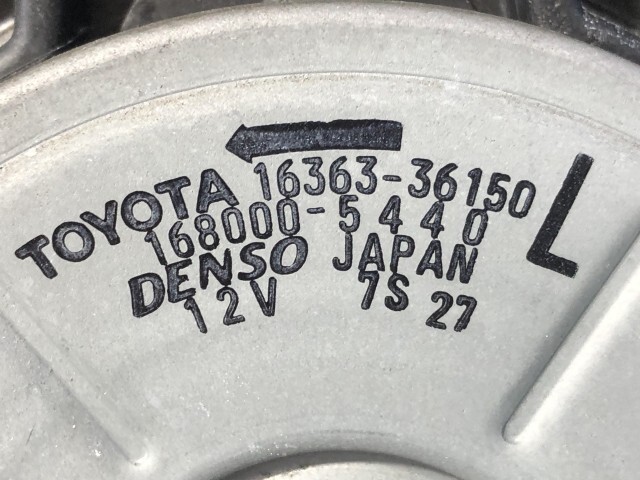 TOYOTA 16363-36150
168000-5440 L
DENSO JAPAN
12V 7S 27